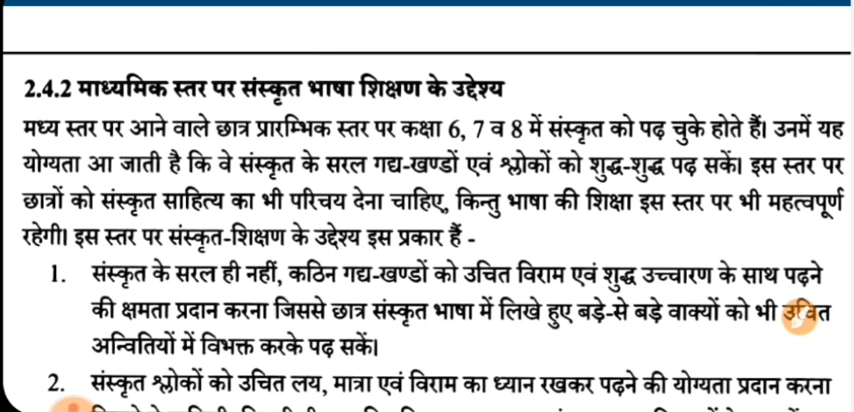 2.4.2 माध्यमिक स्तर पर संस्कृत भाषा शिक्षण के उद्देश्य
मध्य स्तर पर आने वाले छात्र प्रारम्भिक स्तर पर कक्षा 6, 7 व 8 में संस्कृत को पढ़ चुके होते हैं। उनमें यह
योग्यता आ जाती है कि वे संस्कृत के सरल गद्य-खण्डों एवं श्लोकों को शुद्ध-शुद्ध पढ़ सकें। इस स्तर पर
छात्रों को संस्कृत साहित्य का भी परिचय देना चाहिए, किन्तु भाषा की शिक्षा इस स्तर पर भी महत्वपूर्ण
रहेगी। इस स्तर पर संस्कृत-शिक्षण के उद्देश्य इस प्रकार हैं -
1. संस्कृत के सरल ही नहीं, कठिन गद्य-खण्डों को उचित विराम एवं शुद्ध उच्चारण के साथ पढ़ने
की क्षमता प्रदान करना जिससे छात्र संस्कृत भाषा में लिखे हुए बड़े-से बड़े वाक्यों को भी उचित
अन्वितियों में विभक्त करके पढ़ सकें।
2. संस्कृत श्लोकों को उचित लय, मात्रा एवं विराम का ध्यान रखकर पढ़ने की योग्यता प्रदान करना